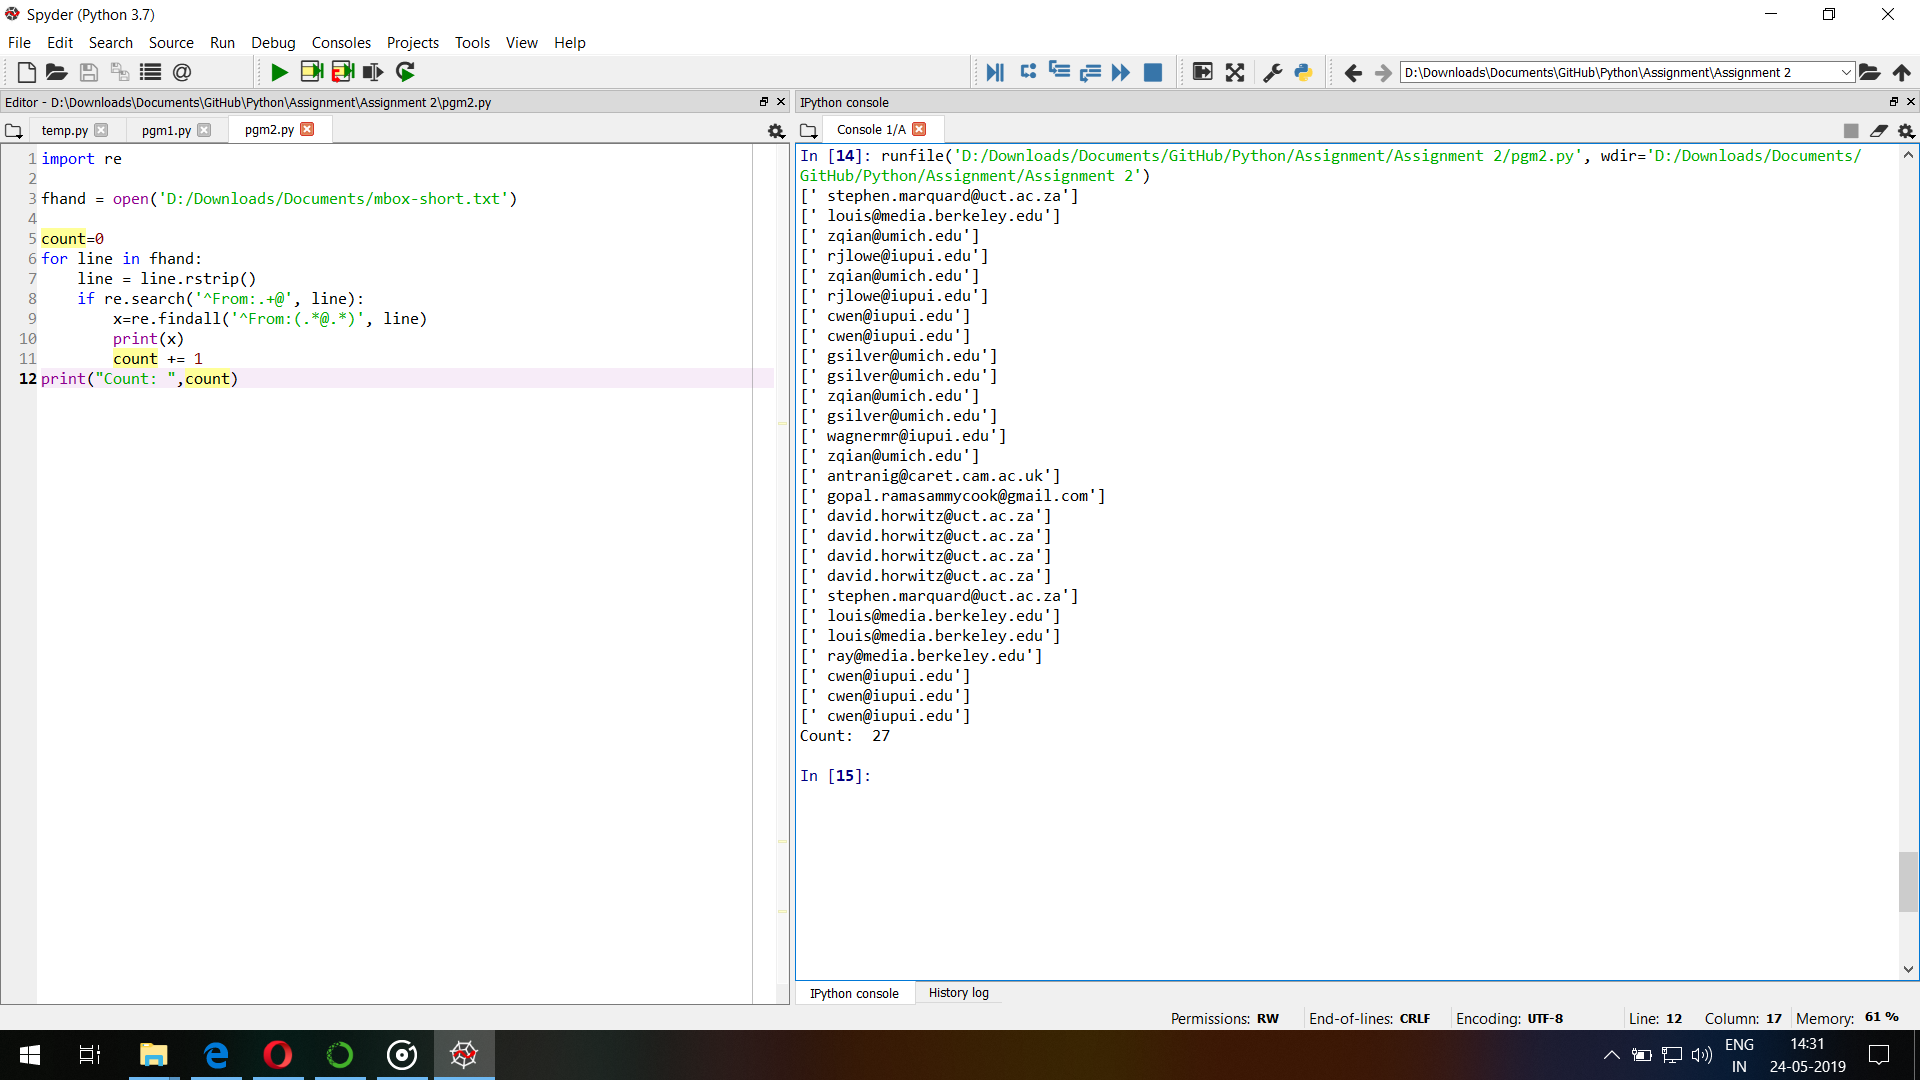 Spyder (Python 3.7)
File Edit Search Source Run Debug Consoles Projects Tools View Help
D:\Downloads\Documents\GitHub\Python\Assignment\Assignment 2
Editor - D:\Downloads\Documents\GitHub\Python\Assignment\Assignment 2\pgm2.py
temp.py pgm1.py pgm2.py
1 import re
2
3 fhand = open('D:/Downloads/Documents/mbox-short.txt')
4
5 count=0
6 for line in fhand:
7     line = line.rstrip()
8     if re.search('^From:.+@', line):
9         x=re.findall('^From:(.*@.*)', line)
10         print(x)
11         count += 1
12 print("Count: ",count)
IPython console
Console 1/A
In [14]: runfile('D:/Downloads/Documents/GitHub/Python/Assignment/Assignment 2/pgm2.py', wdir='D:/Downloads/Documents/
GitHub/Python/Assignment/Assignment 2')
[' stephen.marquard@uct.ac.za']
[' louis@media.berkeley.edu']
[' zqian@umich.edu']
[' rjlowe@iupui.edu']
[' zqian@umich.edu']
[' rjlowe@iupui.edu']
[' cwen@iupui.edu']
[' cwen@iupui.edu']
[' gsilver@umich.edu']
[' gsilver@umich.edu']
[' zqian@umich.edu']
[' gsilver@umich.edu']
[' wagnermr@iupui.edu']
[' zqian@umich.edu']
[' antranig@caret.cam.ac.uk']
[' gopal.ramasammycook@gmail.com']
[' david.horwitz@uct.ac.za']
[' david.horwitz@uct.ac.za']
[' david.horwitz@uct.ac.za']
[' david.horwitz@uct.ac.za']
[' stephen.marquard@uct.ac.za']
[' louis@media.berkeley.edu']
[' louis@media.berkeley.edu']
[' ray@media.berkeley.edu']
[' cwen@iupui.edu']
[' cwen@iupui.edu']
[' cwen@iupui.edu']
Count:  27
In [15]:
IPython console History log
Permissions: RW End-of-lines: CRLF Encoding: UTF-8 Line: 12 Column: 17 Memory: 61 %
ENG 14:31
IN 24-05-2019